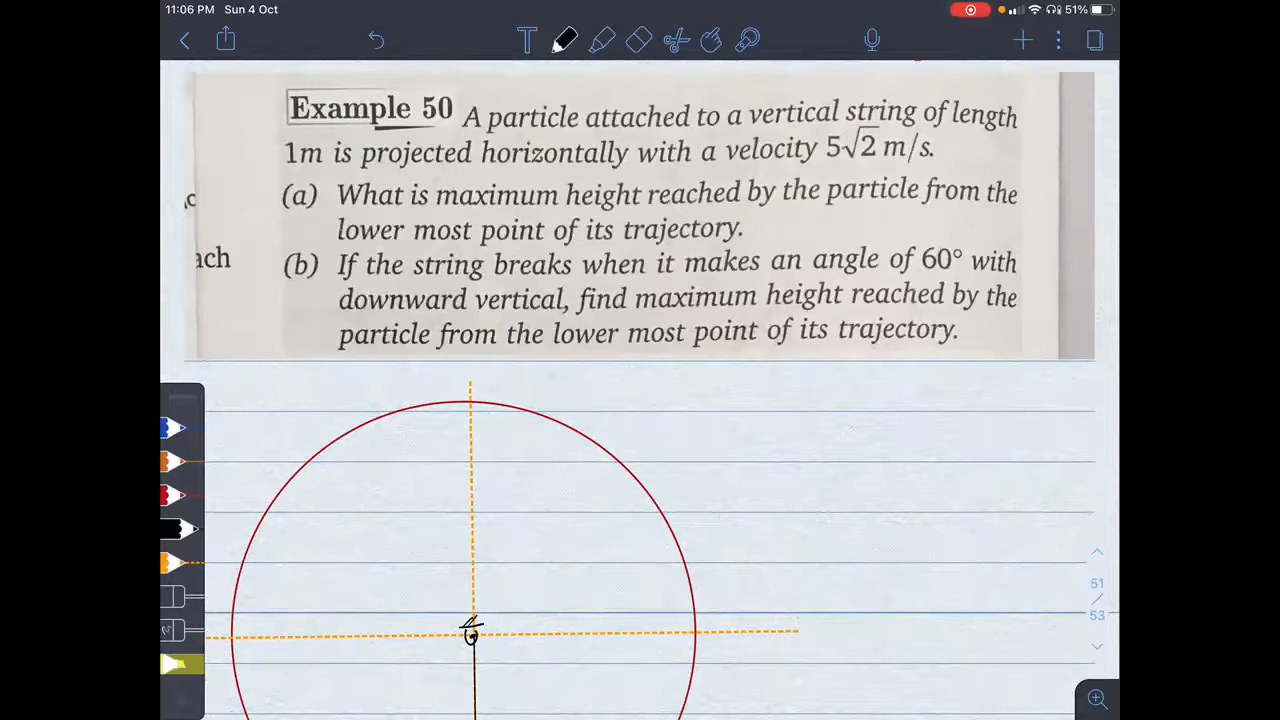 11:06 PM Sun 4 Oct
51%
Example 50 A particle attached to a vertical string of length
1m is projected horizontally with a velocity 5√2 m/s.
(a) What is maximum height reached by the particle from the
lower most point of its trajectory.
ach
(b) If the string breaks when it makes an angle of 60° with
downward vertical, find maximum height reached by the
particle from the lower most point of its trajectory.
51
/
53